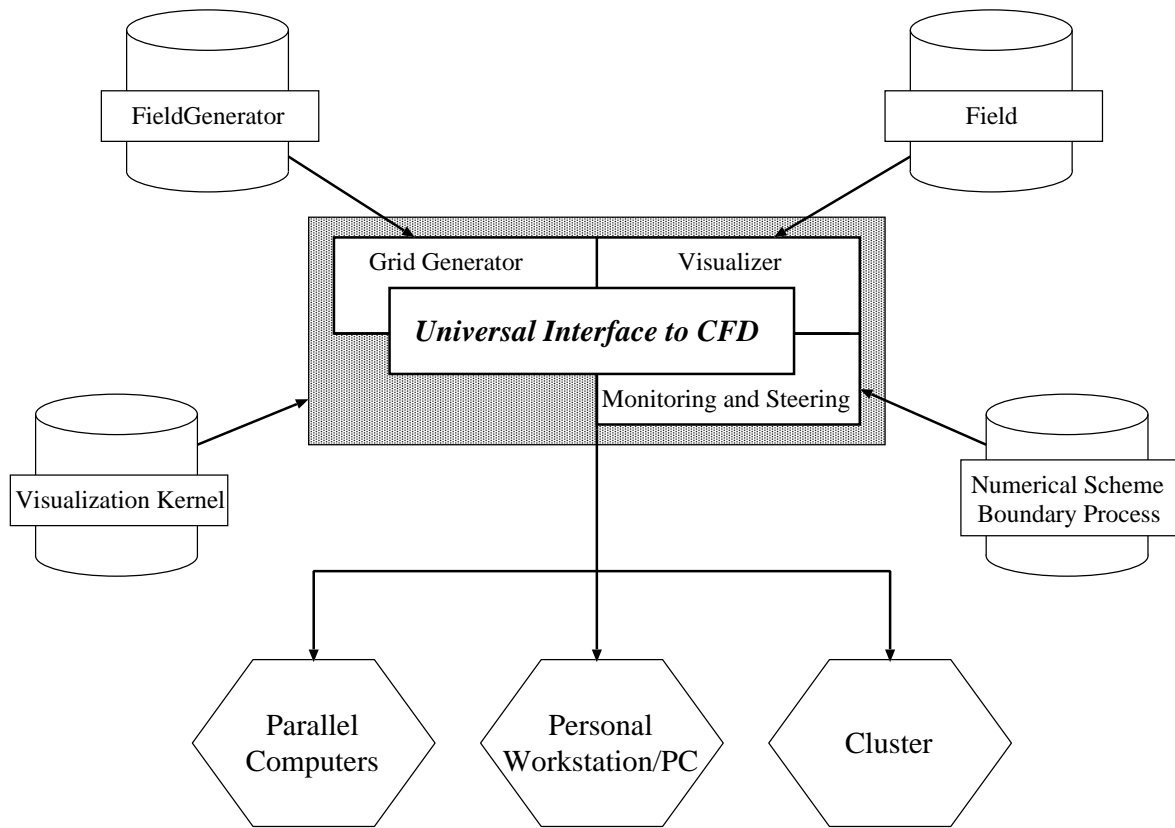 FieldGenerator
Field
Grid Generator
Visualizer
Universal Interface to CFD
Monitoring and Steering
Visualization Kernel
Numerical Scheme
Boundary Process
Parallel
Computers
Personal
Workstation/PC
Cluster